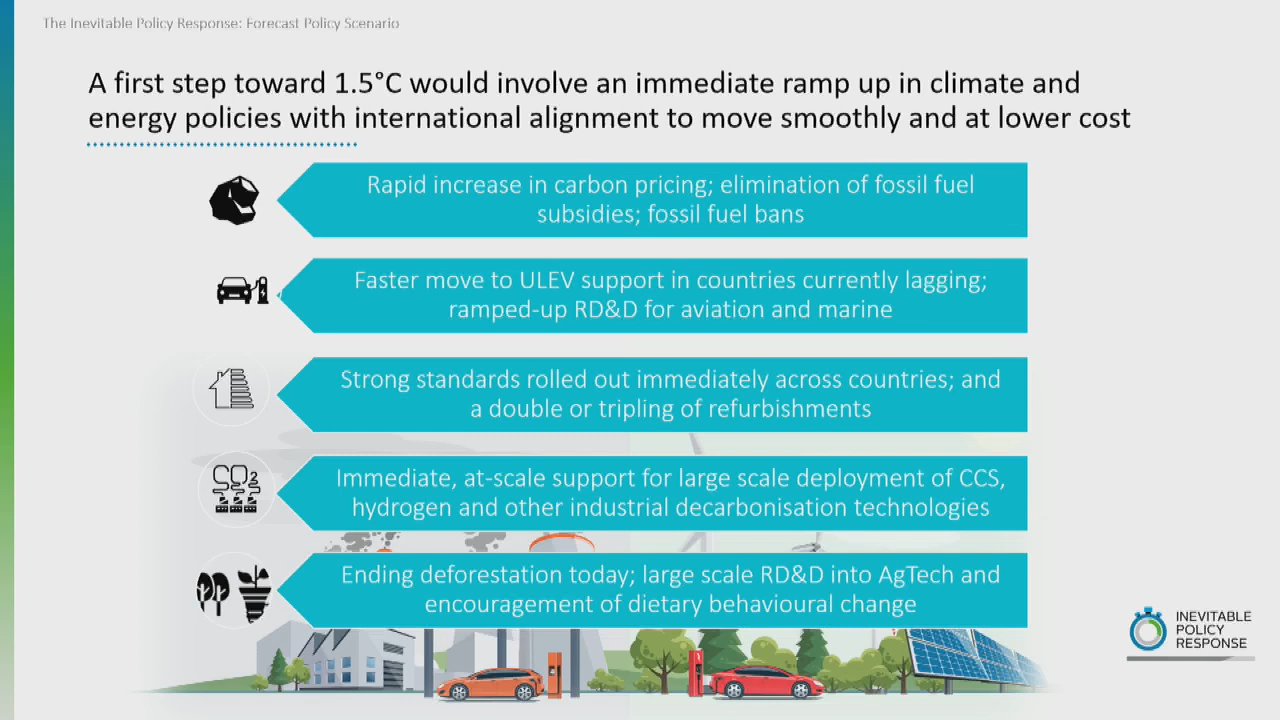 The Inevitable Policy Response: Forecast Policy Scenario
A first step toward 1.5°C would involve an immediate ramp up in climate and
energy policies with international alignment to move smoothly and at lower cost
Rapid increase in carbon pricing; elimination of fossil fuel
subsidies; fossil fuel bans
Faster move to ULEV support in countries currently lagging;
ramped-up RD&D for aviation and marine
Strong standards rolled out immediately across countries; and
a double or tripling of refurbishments
CO2
Immediate, at-scale support for large scale deployment of CCS,
hydrogen and other industrial decarbonisation technologies
Ending deforestation today; large scale RD&D into AgTech and
encouragement of dietary behavioural change
INEVITABLE
POLICY
RESPONSE